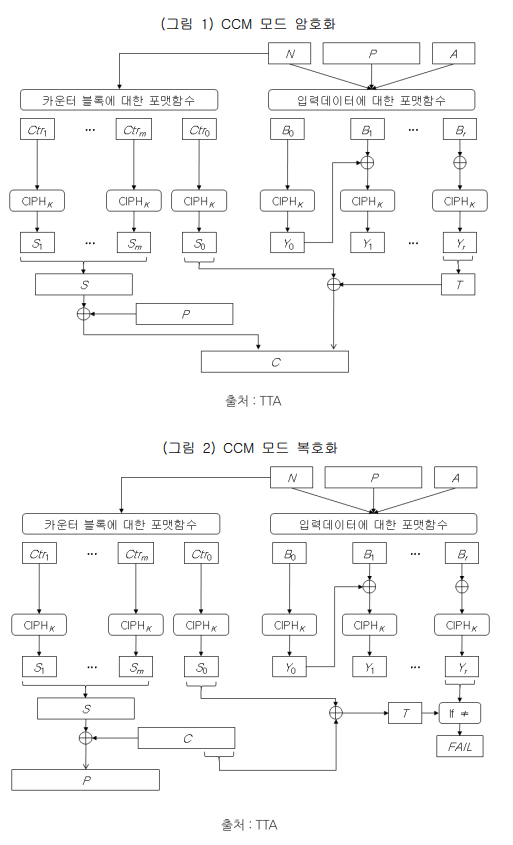 (그림 1) CCM 모드 암호화
N P A
카운터 블록에 대한 포맷함수 입력데이터에 대한 포맷함수
Ctr1 ... Ctrm Ctr0 B0 B1 ... Br
CIPHK CIPHK CIPHK CIPHK CIPHK CIPHK
S1 ... Sm S0 Y0 Y1 ... Yr
S T
P
C
출처 : TTA
(그림 2) CCM 모드 복호화
N P A
카운터 블록에 대한 포맷함수 입력데이터에 대한 포맷함수
Ctr1 ... Ctrm Ctr0 B0 B1 ... Br
CIPHK CIPHK CIPHK CIPHK CIPHK CIPHK
S1 ... Sm S0 Y0 Y1 ... Yr
S T If ≠
C FAIL
P
출처 : TTA